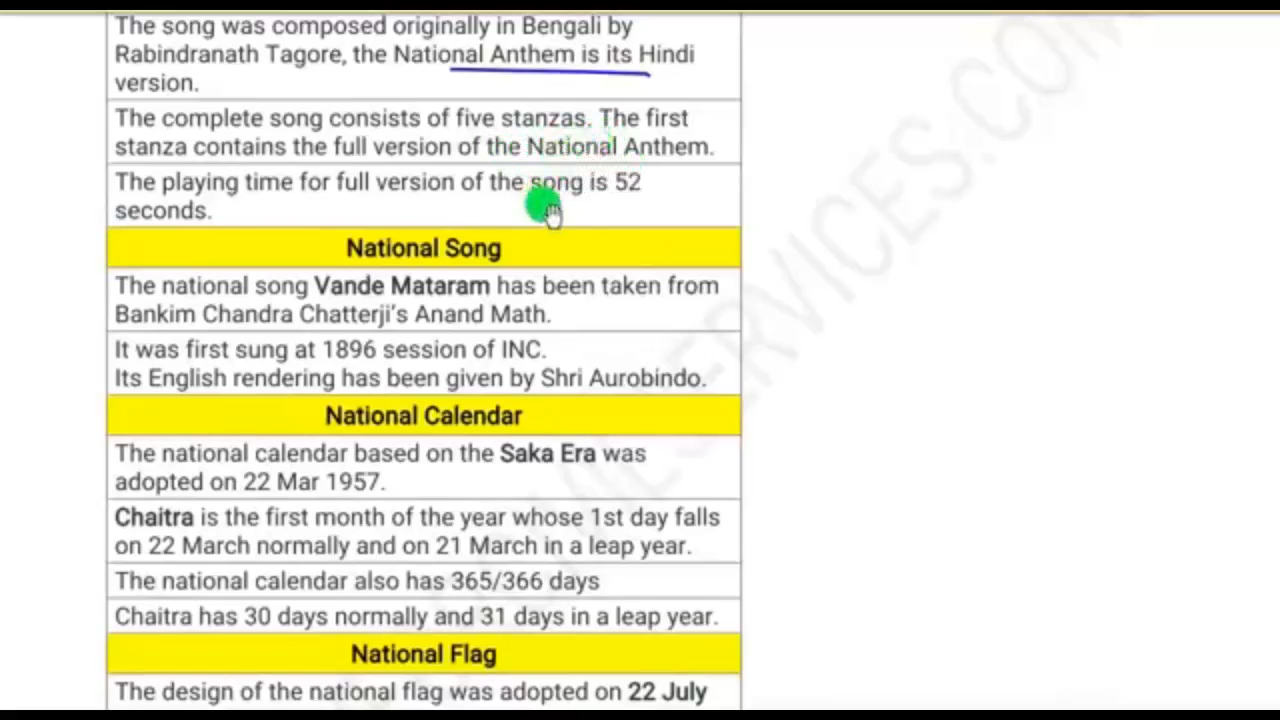 The song was composed originally in Bengali by
Rabindranath Tagore, the National Anthem is its Hindi
version.
The complete song consists of five stanzas. The first
stanza contains the full version of the National Anthem.
The playing time for full version of the song is 52
seconds.
National Song
The national song Vande Mataram has been taken from
Bankim Chandra Chatterji's Anand Math.
It was first sung at 1896 session of INC.
Its English rendering has been given by Shri Aurobindo.
National Calendar
The national calendar based on the Saka Era was
adopted on 22 Mar 1957.
Chaitra is the first month of the year whose 1st day falls
on 22 March normally and on 21 March in a leap year.
The national calendar also has 365/366 days
Chaitra has 30 days normally and 31 days in a leap year.
National Flag
The design of the national flag was adopted on 22 July